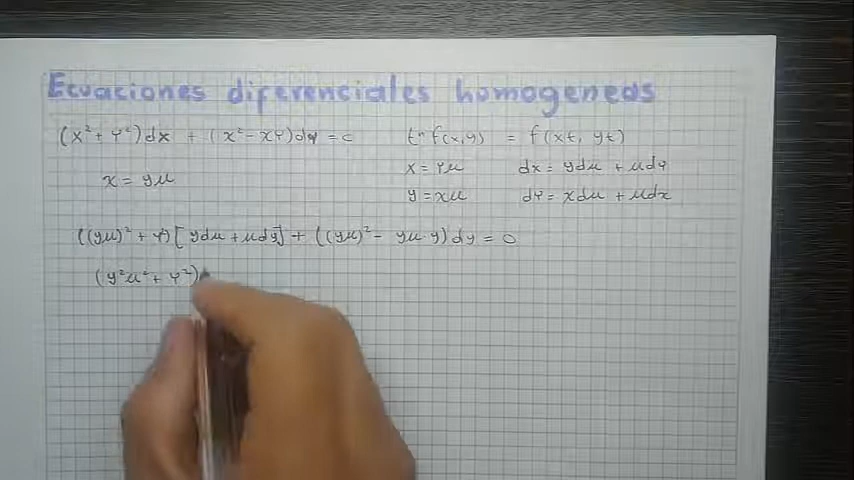 Ecuaciones diferenciales homogeneas
(x² + y²)dx + (x² - xy)dy = 0
tⁿ f(x,y) = f(xt, yt)
x = yu
x = yu dx = ydu + udy
y = xu dy = xdu + udx
((yu)² + y²) [ydu + udy] + ((yu)² - yu·y) dy = 0
(y²u² + y²)